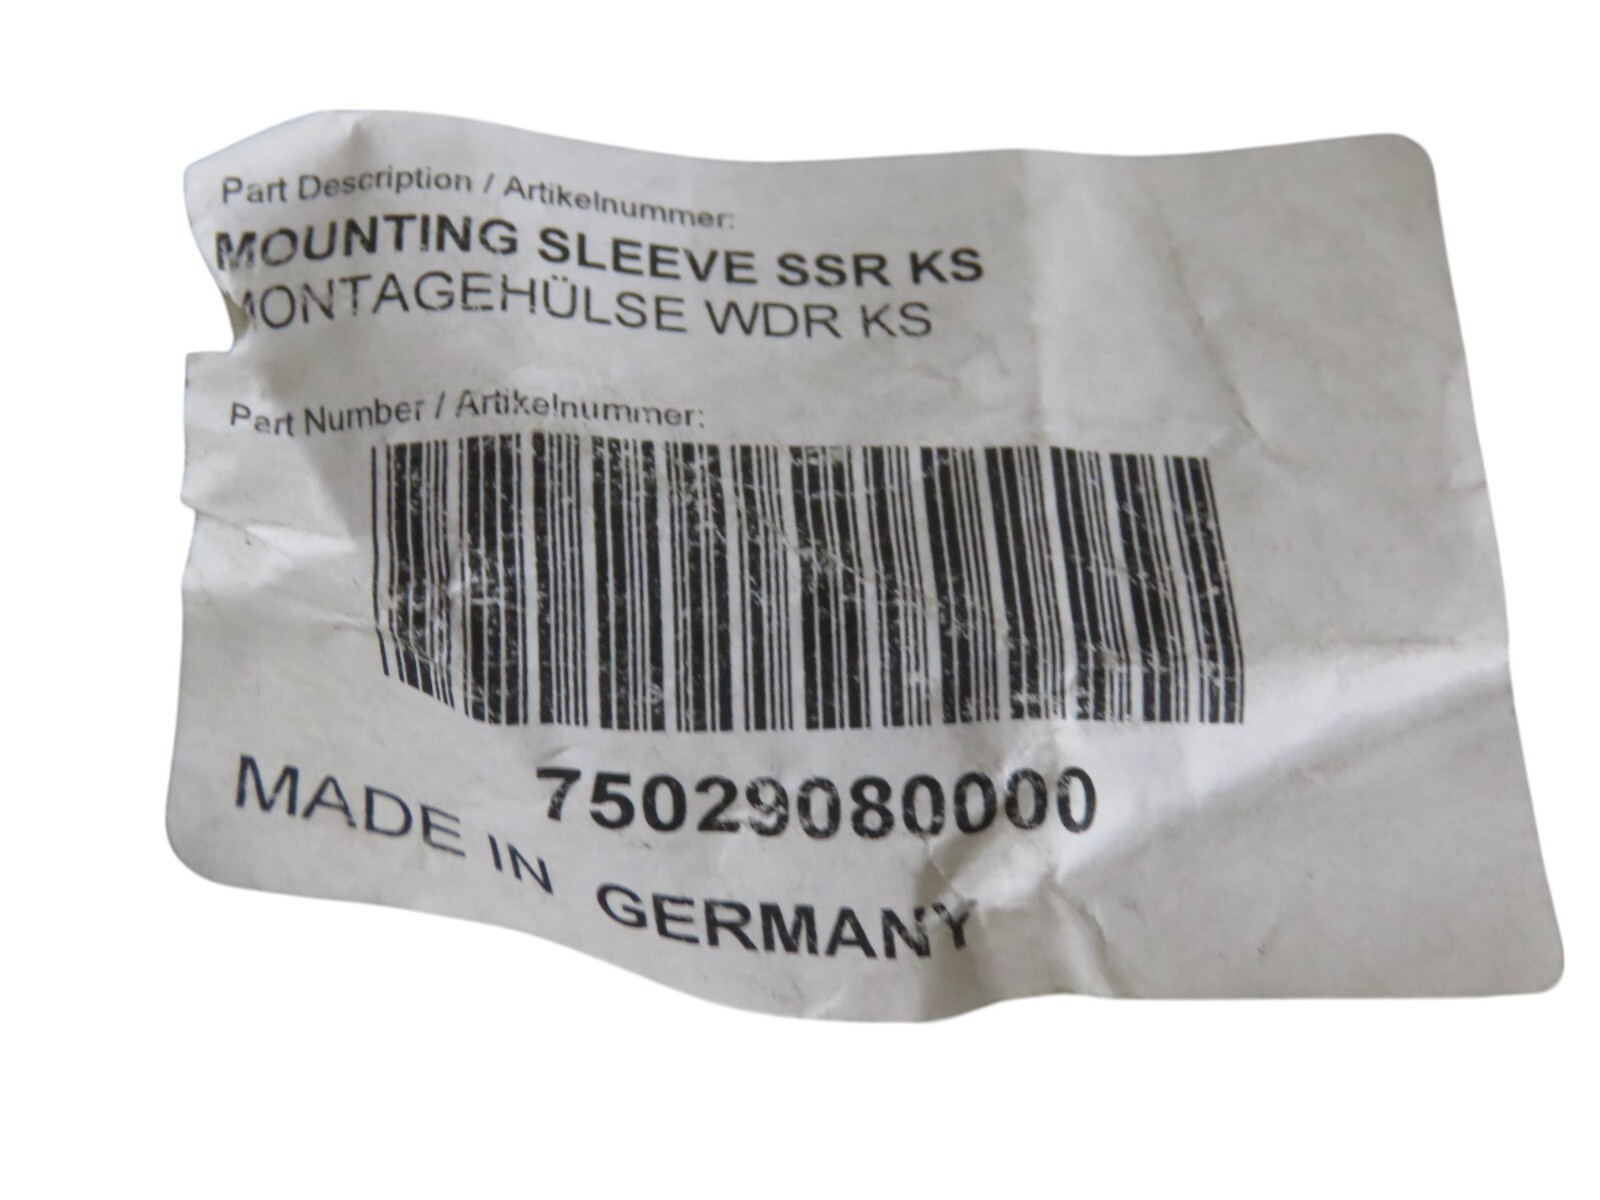 Part Description / Artikelnummer:
MOUNTING SLEEVE SSR KS
MONTAGEHÜLSE WDR KS
Part Number / Artikelnummer:
75029080000
MADE IN GERMANY